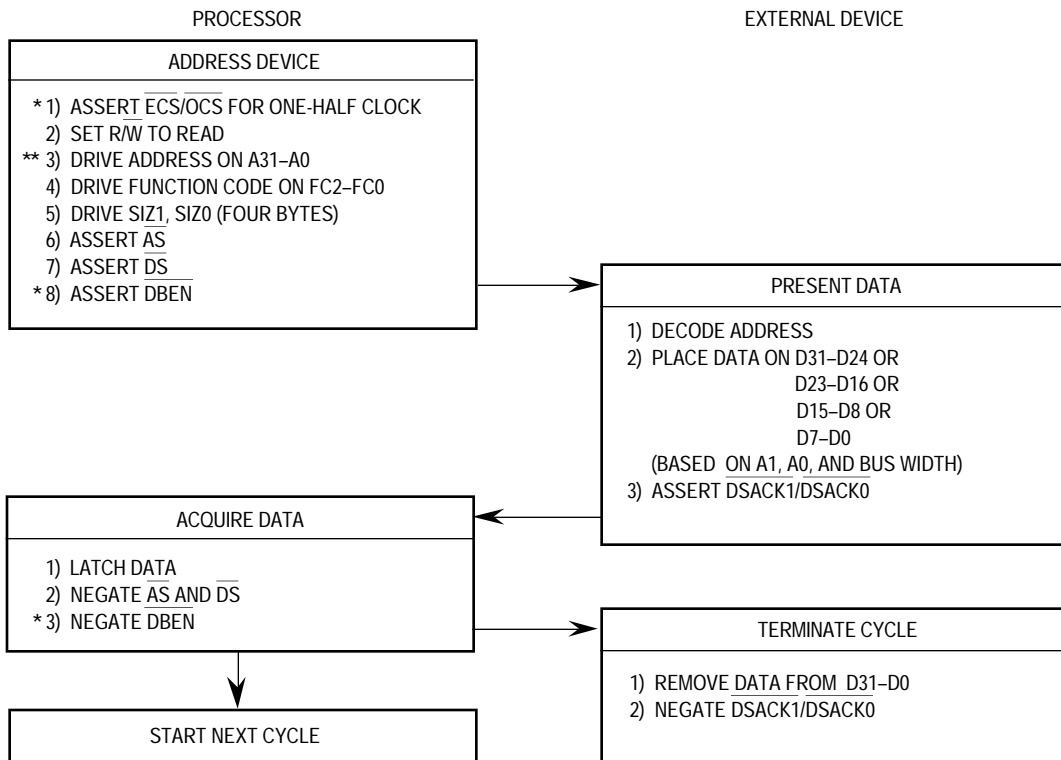 PROCESSOR
EXTERNAL DEVICE
ADDRESS DEVICE
* 1) ASSERT ECS/OCS FOR ONE-HALF CLOCK
2) SET R/W TO READ
** 3) DRIVE ADDRESS ON A31–A0
4) DRIVE FUNCTION CODE ON FC2–FC0
5) DRIVE SIZ1, SIZ0 (FOUR BYTES)
6) ASSERT AS
7) ASSERT DS
* 8) ASSERT DBEN
PRESENT DATA
1) DECODE ADDRESS
2) PLACE DATA ON D31–D24 OR
D23–D16 OR
D15–D8 OR
D7–D0
(BASED ON A1, A0, AND BUS WIDTH)
3) ASSERT DSACK1/DSACK0
ACQUIRE DATA
1) LATCH DATA
2) NEGATE AS AND DS
* 3) NEGATE DBEN
TERMINATE CYCLE
1) REMOVE DATA FROM D31–D0
2) NEGATE DSACK1/DSACK0
START NEXT CYCLE